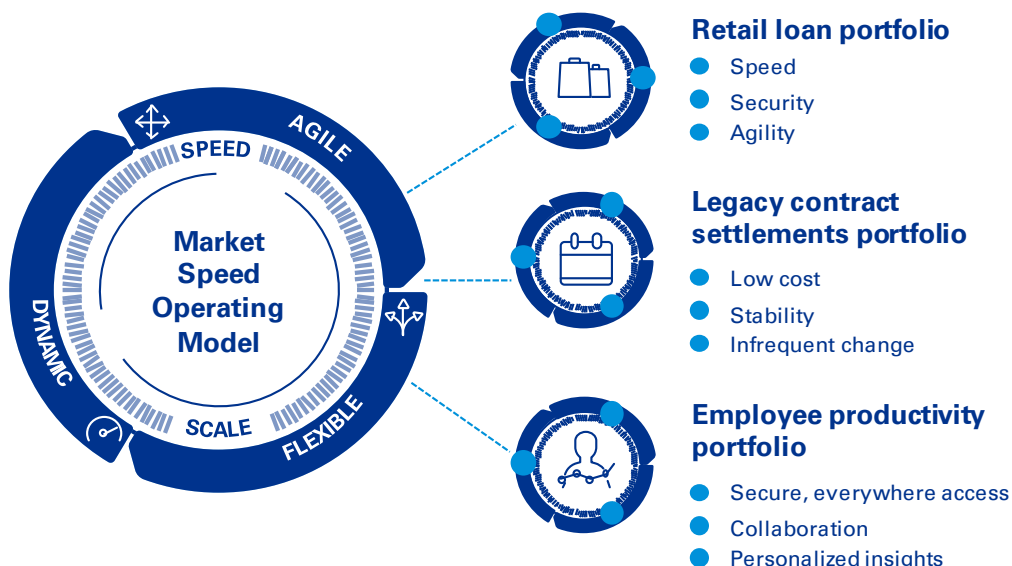 AGILE
SPEED
Market
Speed
Operating
Model
DYNAMIC
SCALE
FLEXIBLE
Retail loan portfolio
Speed
Security
Agility
Legacy contract
settlements portfolio
Low cost
Stability
Infrequent change
Employee productivity
portfolio
Secure, everywhere access
Collaboration
Personalized insights